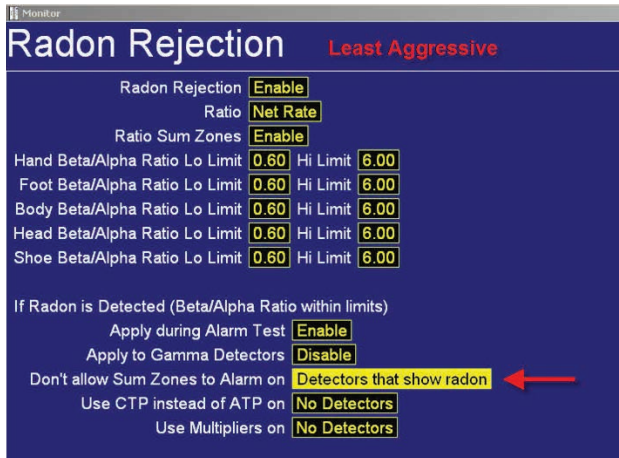 Monitor
Radon Rejection Least Aggressive
Radon Rejection Enable
Ratio Net Rate
Ratio Sum Zones Enable
Hand Beta/Alpha Ratio Lo Limit 0.60 Hi Limit 6.00
Foot Beta/Alpha Ratio Lo Limit 0.60 Hi Limit 6.00
Body Beta/Alpha Ratio Lo Limit 0.60 Hi Limit 6.00
Head Beta/Alpha Ratio Lo Limit 0.60 Hi Limit 6.00
Shoe Beta/Alpha Ratio Lo Limit 0.60 Hi Limit 6.00
If Radon is Detected (Beta/Alpha Ratio within limits)
Apply during Alarm Test Enable
Apply to Gamma Detectors Disable
Don't allow Sum Zones to Alarm on Detectors that show radon
Use CTP instead of ATP on No Detectors
Use Multipliers on No Detectors